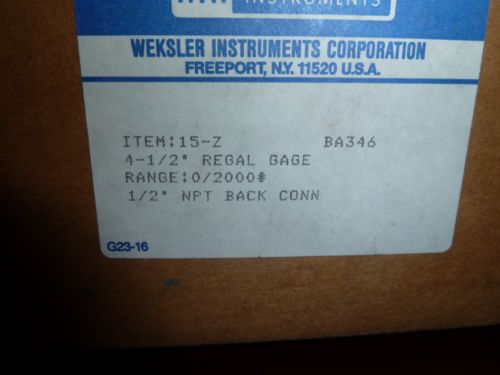 INSTRUMENTS
WEKSLER INSTRUMENTS CORPORATION
FREEPORT, N.Y. 11520 U.S.A.
ITEM:15-Z BA346
4-1/2" REGAL GAGE
RANGE:0/2000#
1/2" NPT BACK CONN
G23-16